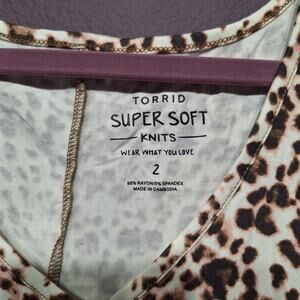 TORRID
SUPER SOFT
KNITS
WEAR WHAT YOU LOVE
2
95% RAYON/5% SPANDEX
MADE IN CAMBODIA